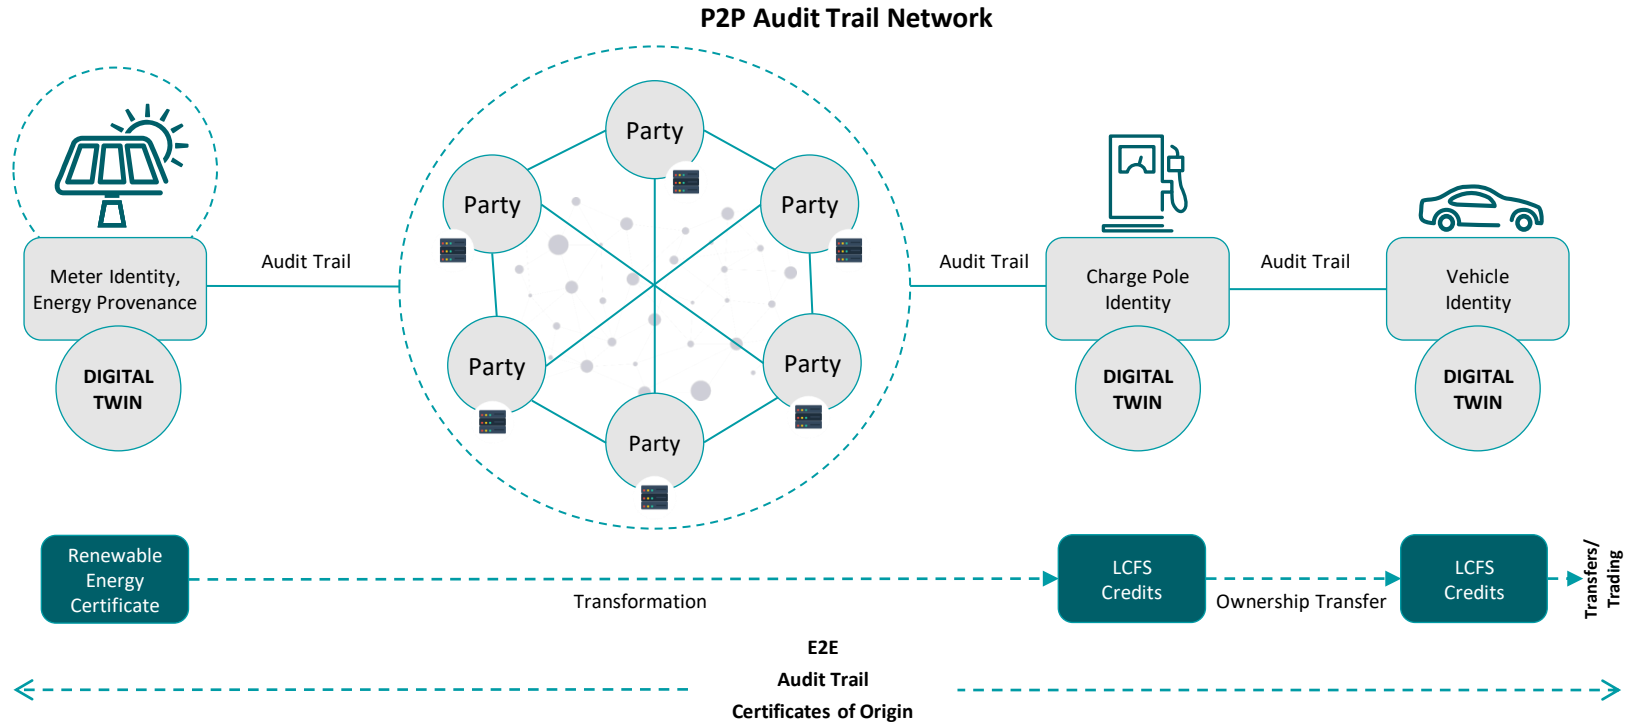 P2P Audit Trail Network
Party
Party
Party
Party
Party
Party
Meter Identity,
Energy Provenance
DIGITAL
TWIN
Audit Trail
Audit Trail
Charge Pole
Identity
DIGITAL
TWIN
Audit Trail
Vehicle
Identity
DIGITAL
TWIN
Renewable
Energy
Certificate
Transformation
LCFS
Credits
Ownership Transfer
LCFS
Credits
Transfers/
Trading
E2E
Audit Trail
Certificates of Origin